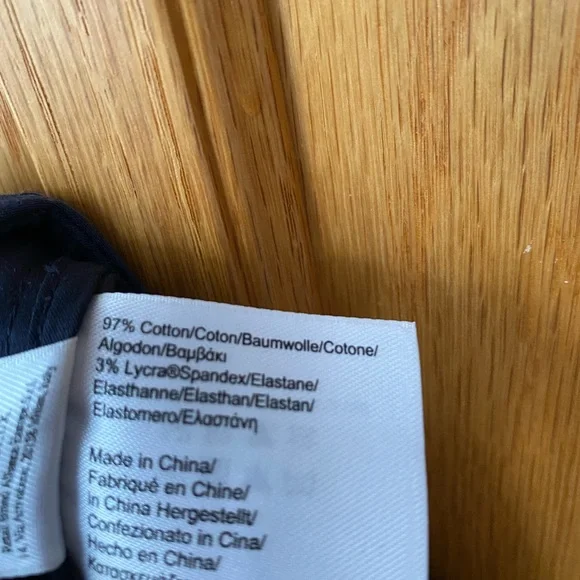 97% Cotton/Coton/Baumwolle/Cotone/
Algodon/Βαμβάκι
3% Lycra®Spandex/Elastane/
Elasthanne/Elasthan/Elastan/
Elastomero/Ελαστάνη
Made in China/
Fabriqué en Chine/
in China Hergestellt/
Confezionato in Cina/
Hecho en China/